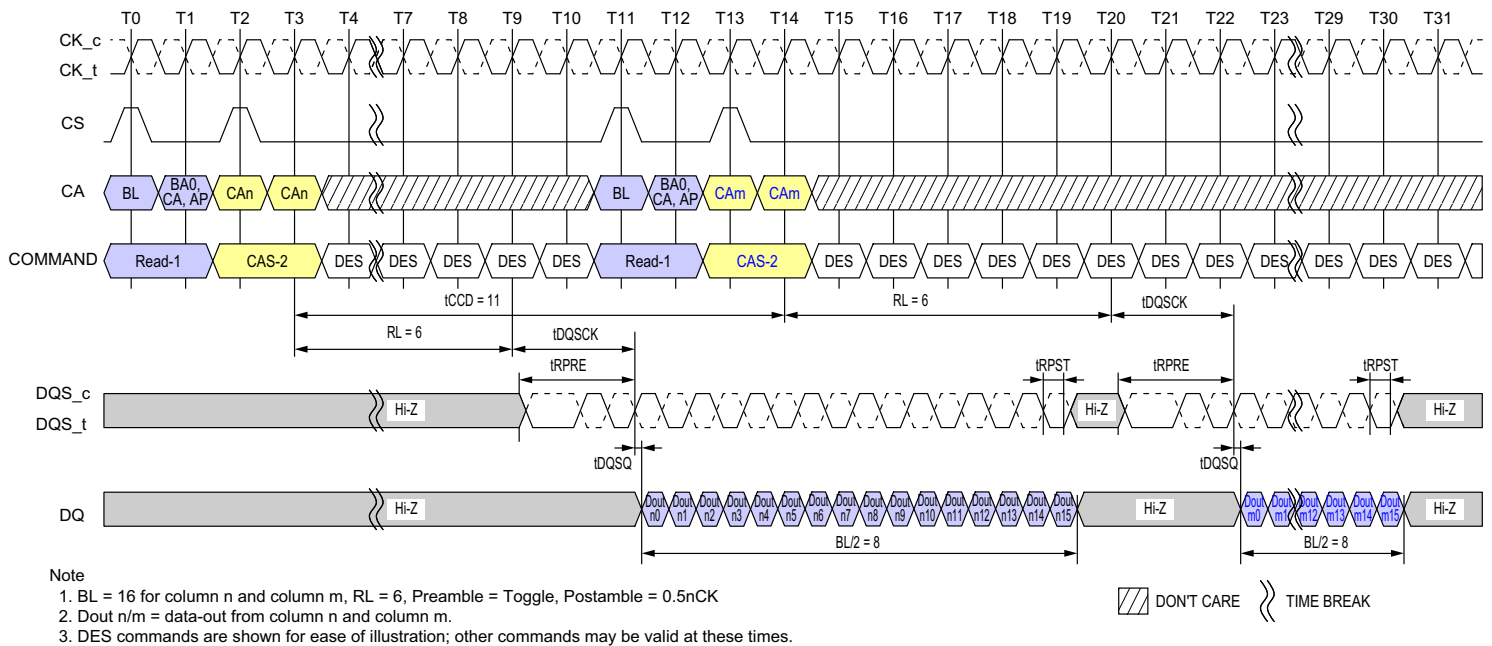 T0 T1 T2 T3 T4 T7 T8 T9 T10 T11 T12 T13 T14 T15 T16 T17 T18 T19 T20 T21 T22 T23 T29 T30 T31
CK_c
CK_t
CS
CA BL BA0, CA, AP CAn CAn BL BA0, CA, AP CAm CAm
COMMAND Read-1 CAS-2 DES DES DES DES DES Read-1 CAS-2 DES DES DES DES DES DES DES DES DES DES DES DES
tCCD = 11 RL = 6 tDQSCK
RL = 6 tDQSCK
tRPRE tRPST tRPRE tRPST
DQS_c
DQS_t
Hi-Z Hi-Z Hi-Z
tDQSQ tDQSQ
DQ Hi-Z Dout n0 Dout n1 Dout n2 Dout n3 Dout n4 Dout n5 Dout n6 Dout n7 Dout n8 Dout n9 Dout n10 Dout n11 Dout n12 Dout n13 Dout n14 Dout n15 Hi-Z Dout m0 Dout m1 Dout m12 Dout m13 Dout m14 Dout m15 Hi-Z
BL/2 = 8 BL/2 = 8
Note
1. BL = 16 for column n and column m, RL = 6, Preamble = Toggle, Postamble = 0.5nCK
2. Dout n/m = data-out from column n and column m.
3. DES commands are shown for ease of illustration; other commands may be valid at these times.
DON'T CARE TIME BREAK